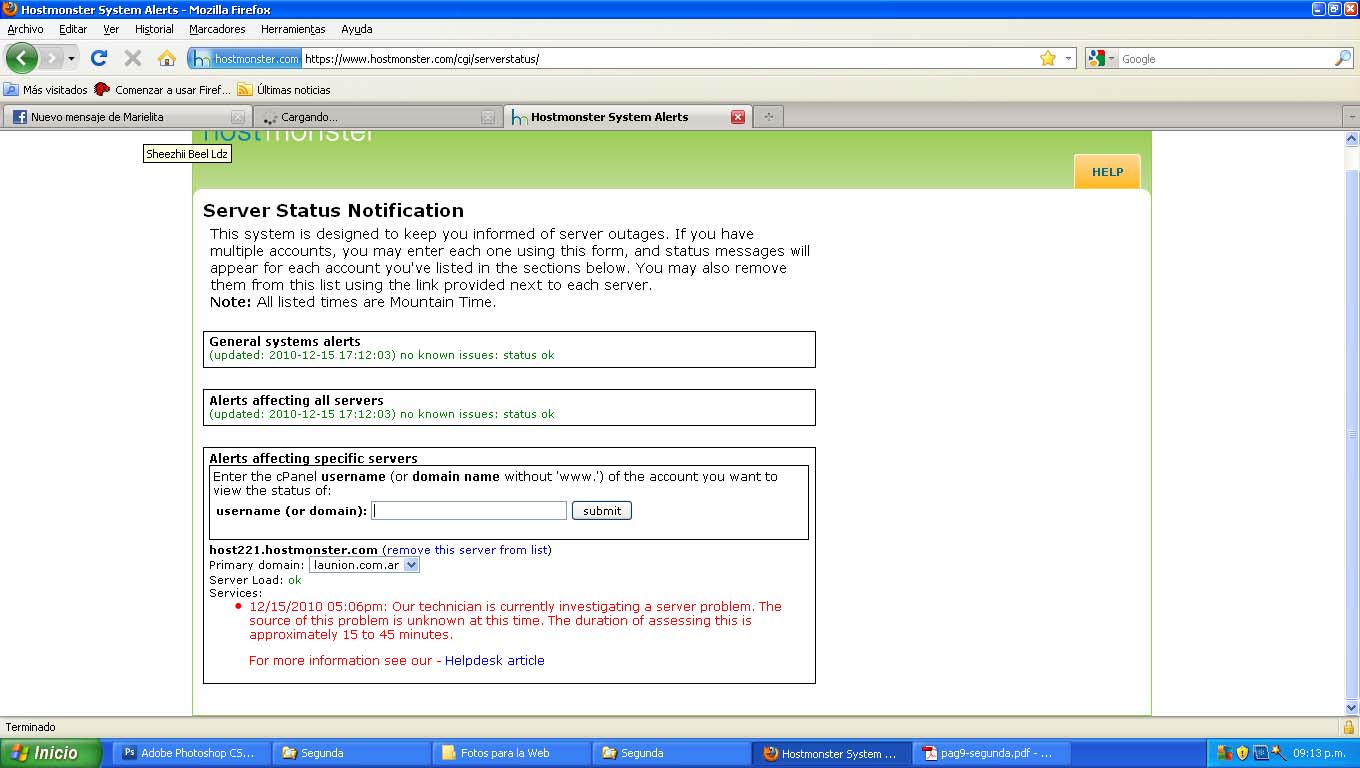 Hostmonster System Alerts - Mozilla Firefox
Archivo Editar Ver Historial Marcadores Herramientas Ayuda
hostmonster.com https://www.hostmonster.com/cgi/serverstatus/ Google
Más visitados Comenzar a usar Firef... Últimas noticias
Nuevo mensaje de Marielita Cargando... Hostmonster System Alerts
hostmonster
Sheezhii Beel Ldz
HELP
Server Status Notification
This system is designed to keep you informed of server outages. If you have
multiple accounts, you may enter each one using this form, and status messages will
appear for each account you've listed in the sections below. You may also remove
them from this list using the link provided next to each server.
Note: All listed times are Mountain Time.
General systems alerts
(updated: 2010-12-15 17:12:03) no known issues: status ok
Alerts affecting all servers
(updated: 2010-12-15 17:12:03) no known issues: status ok
Alerts affecting specific servers
Enter the cPanel username (or domain name without 'www.') of the account you want to
view the status of:
username (or domain): submit
host221.hostmonster.com (remove this server from list)
Primary domain: launion.com.ar
Server Load: ok
Services:
12/15/2010 05:06pm: Our technician is currently investigating a server problem. The
source of this problem is unknown at this time. The duration of assessing this is
approximately 15 to 45 minutes.
For more information see our - Helpdesk article
Terminado
Inicio Adobe Photoshop CS... Segunda Fotos para la Web Segunda Hostmonster System ... pag9-segunda.pdf - ... 09:13 p.m.